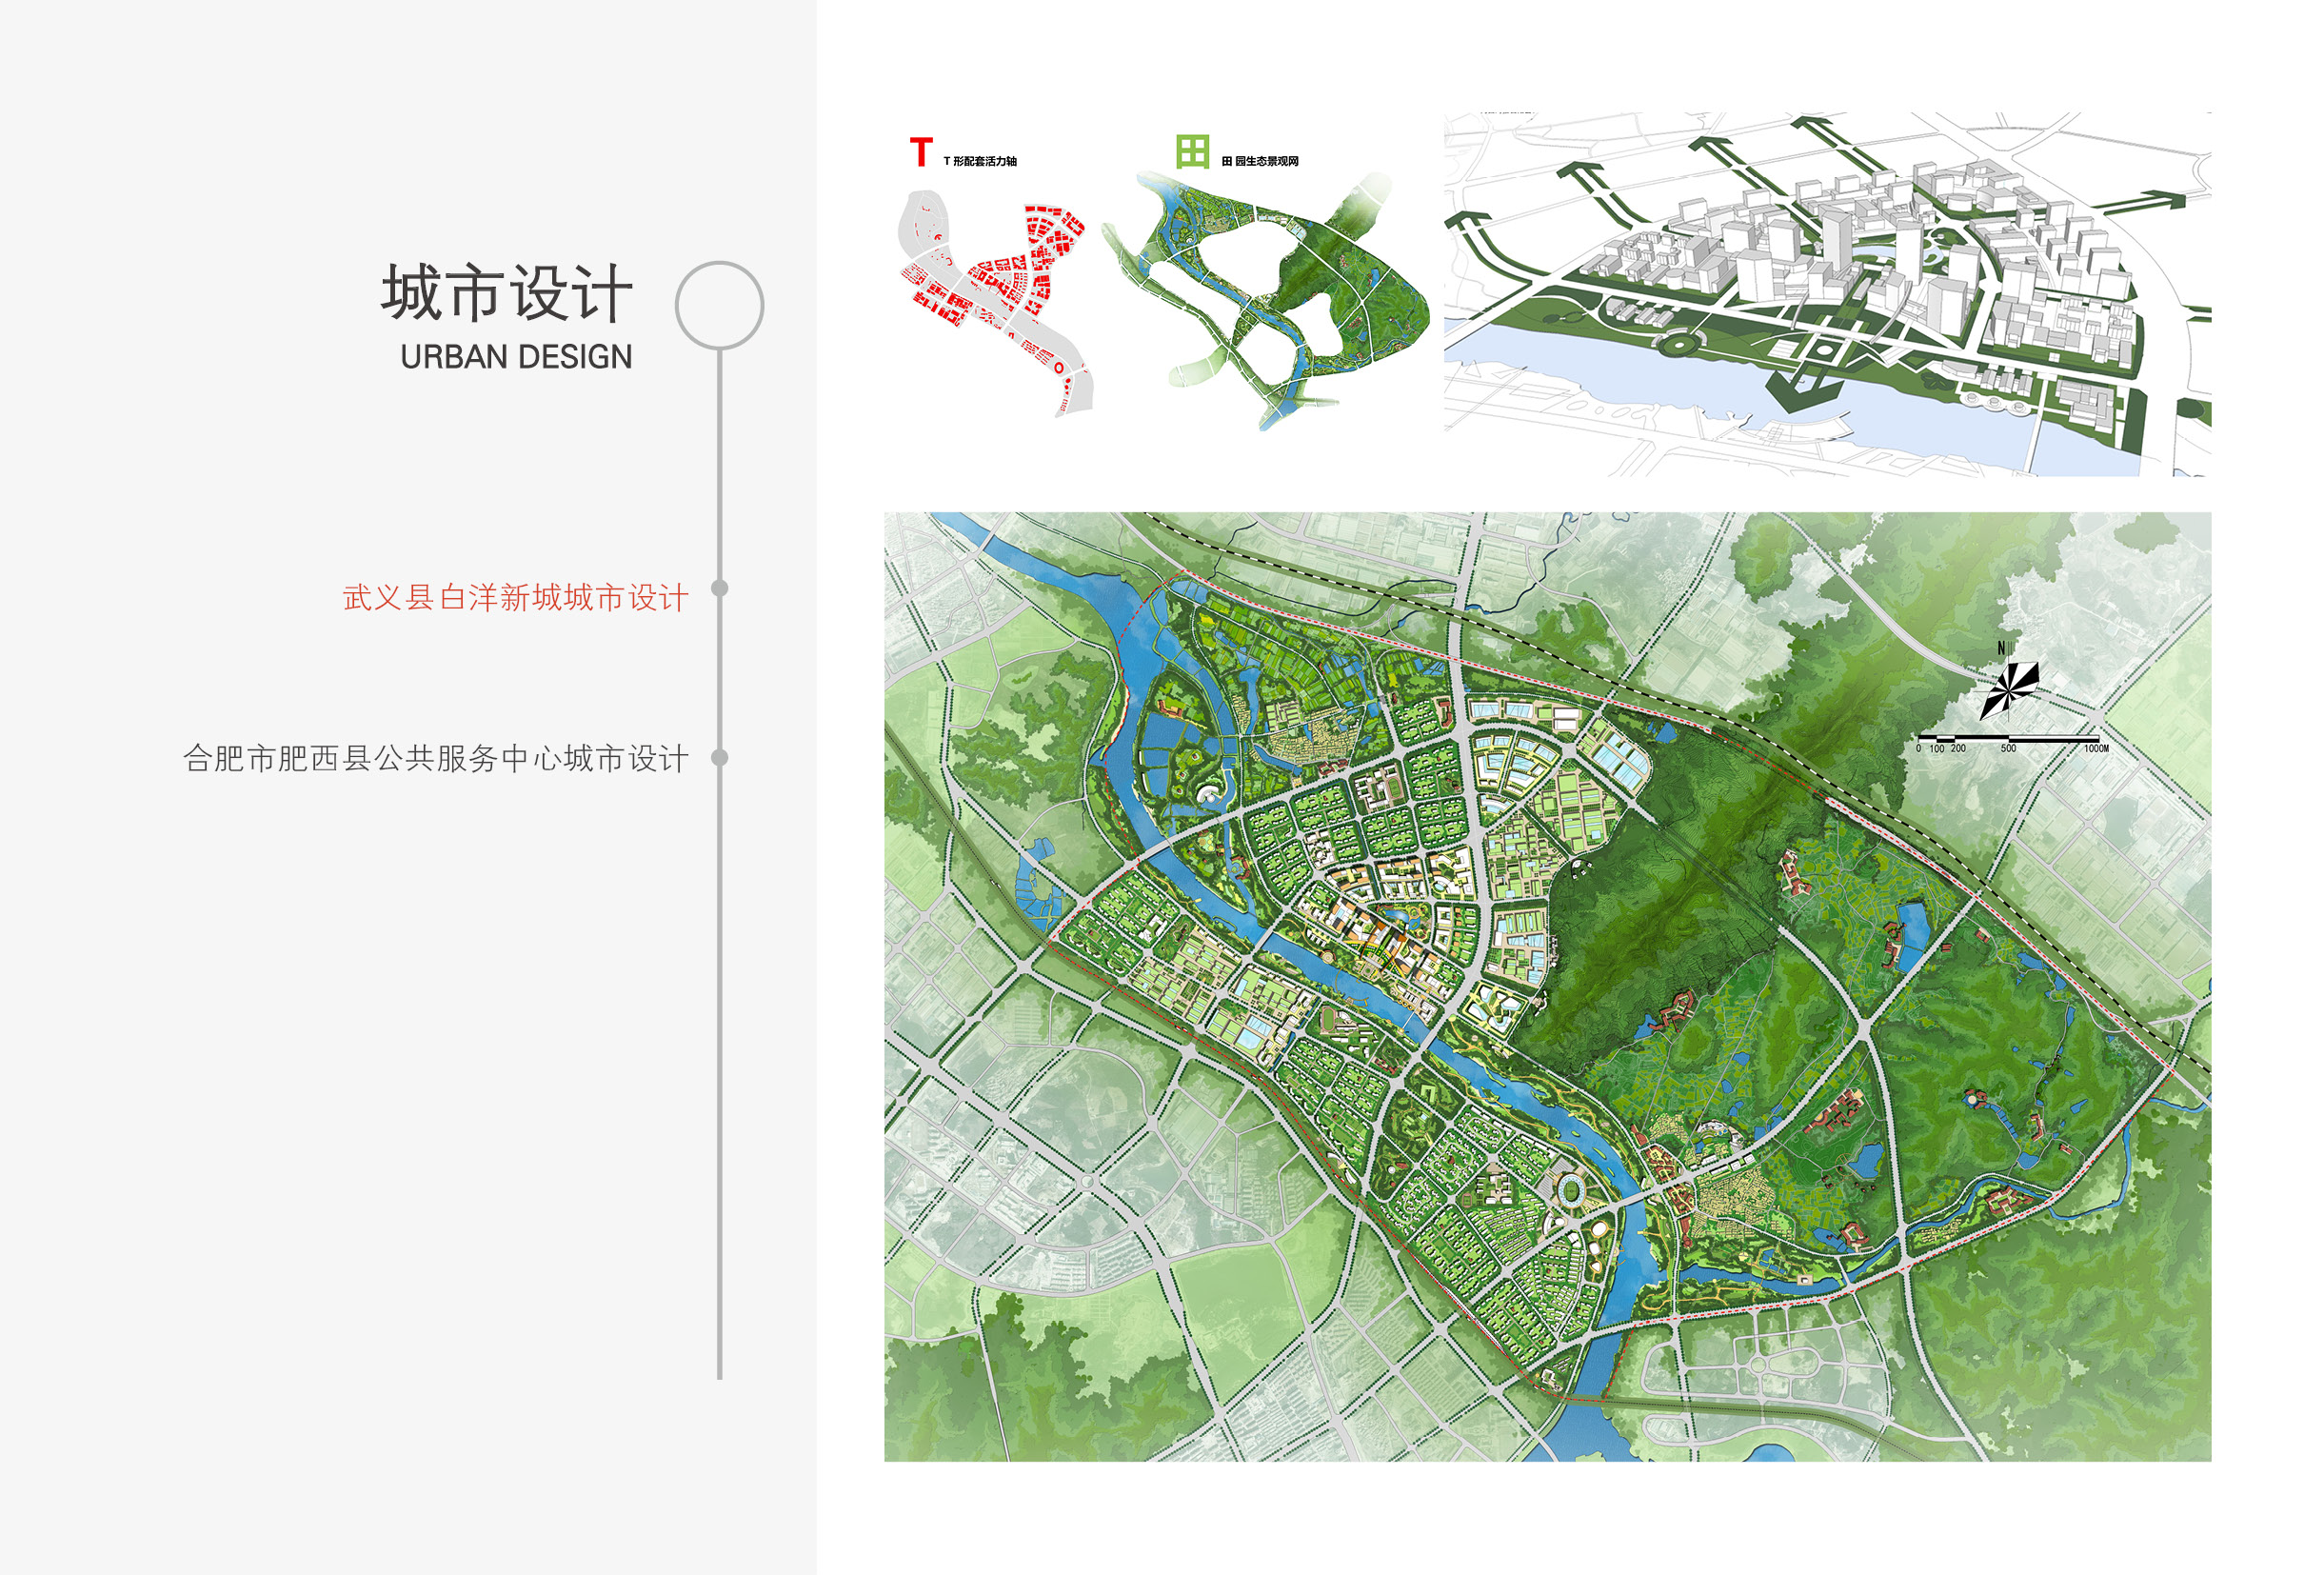 城市设计
URBAN DESIGN
武义县白洋新城城市设计
合肥市肥西县公共服务中心城市设计
T T 形配套活力轴
田 田 园生态景观网
N
0 100 200 500 1000M